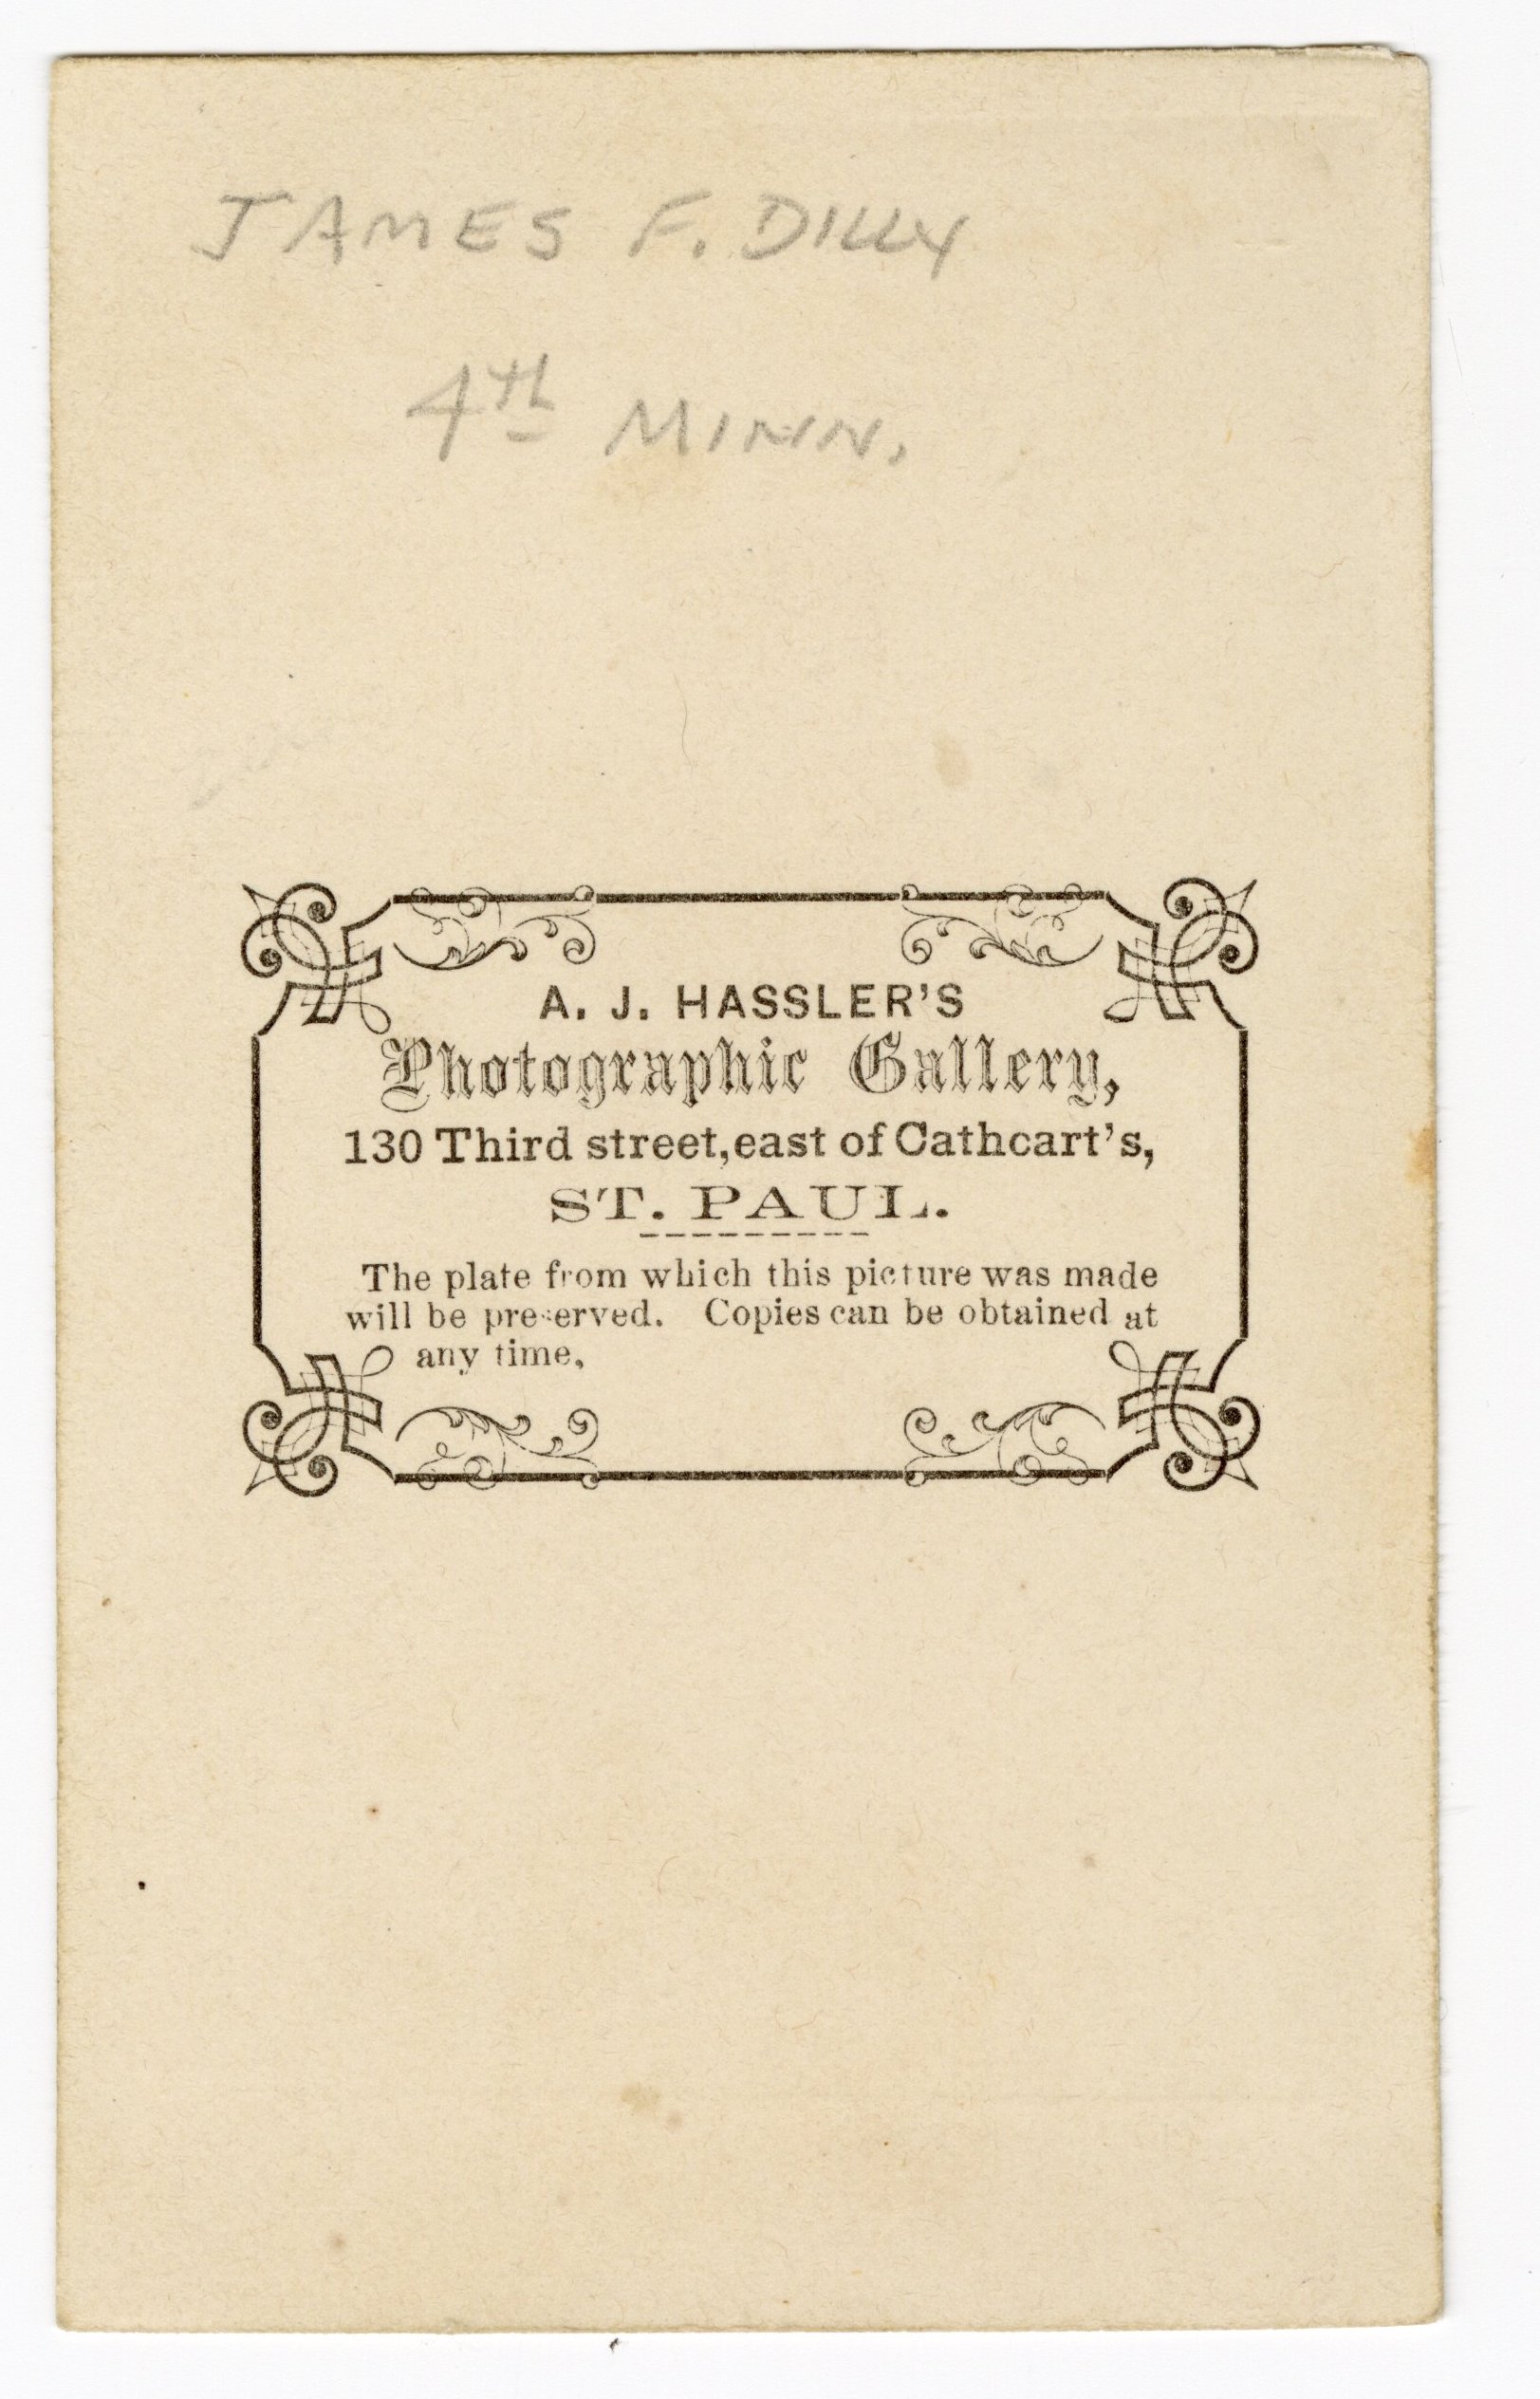 JAMES F. DILLY
4th MINN.
A. J. HASSLER'S
Photographic Gallery,
130 Third street, east of Cathcart's,
ST. PAUL.
The plate from which this picture was made
will be preserved. Copies can be obtained at
any time,